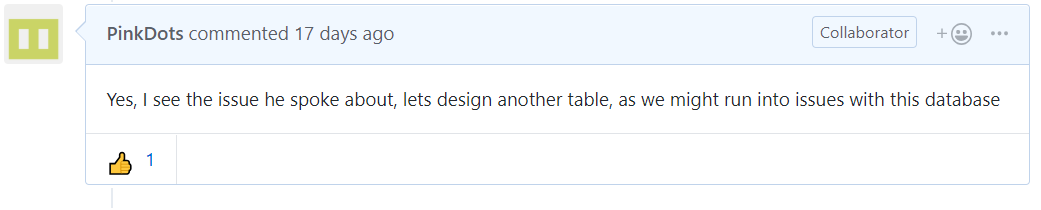 PinkDots commented 17 days ago Collaborator
Yes, I see the issue he spoke about, lets design another table, as we might run into issues with this database
1